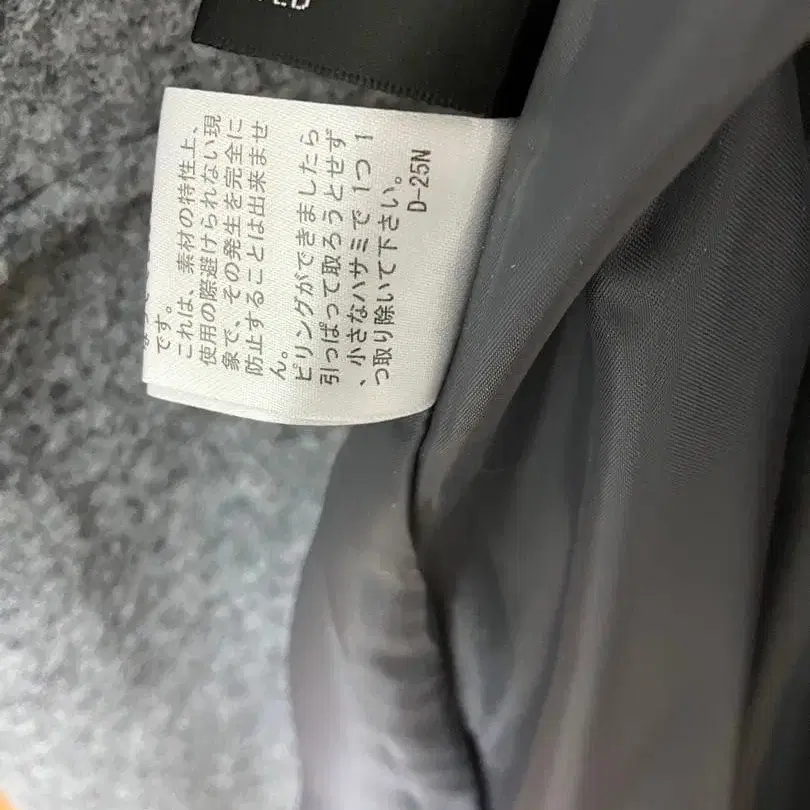 です。
これは、素材の特性上、
使用の際避けられない現
象で、その発生を完全に
防止することは出来ませ
ん。
ピリングができましたら
引っぱって取ろうとせず
、小さなハサミで1つ1
つ取り除いて下さい。
D-25N